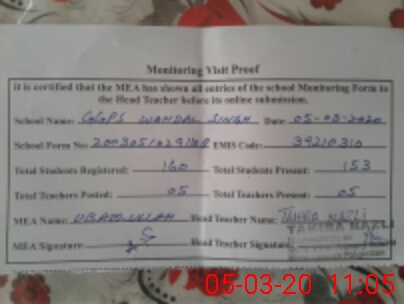 Monitoring Visit Proof
it is certified that the MEA has shown all entries of the school Monitoring Form to
the Head Teacher before its online submission.
School Name: GGPS WANDAL SINGH Date: 05-03-2020
School Form No: EMIS Code: 39210310
Total Students Registered: 160 Total Students Present: 153
Total Teachers Posted: 05 Total Teachers Present: 05
MEA Name: UBAIDULLAH Head Teacher Name: TAHIRA NAZLI
TAHIRA NAZLI
MEA Signature: Head Teacher Signature
05-03-20 11:05